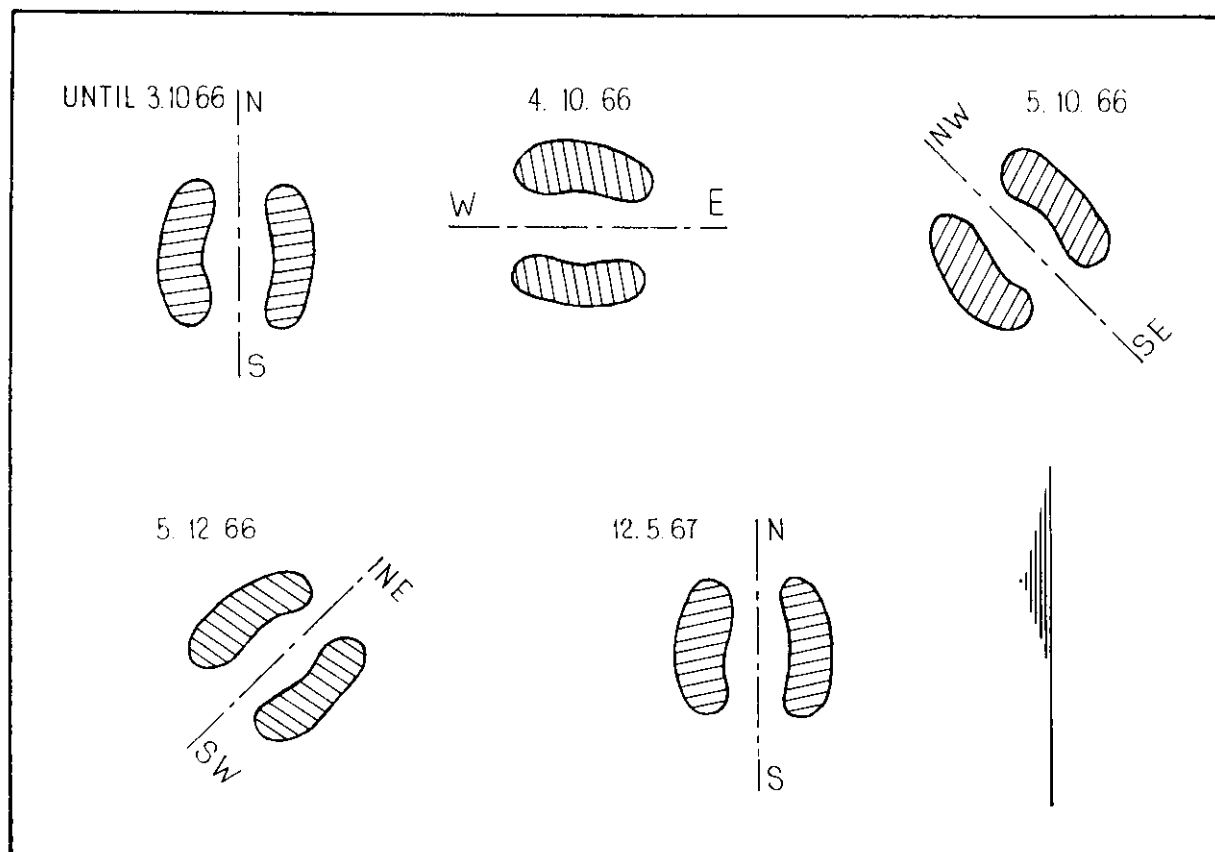 UNTIL 3.10 66
N
S
4. 10. 66
W
E
5. 10. 66
NW
SE
5. 12 66
NE
SW
12. 5. 67
N
S